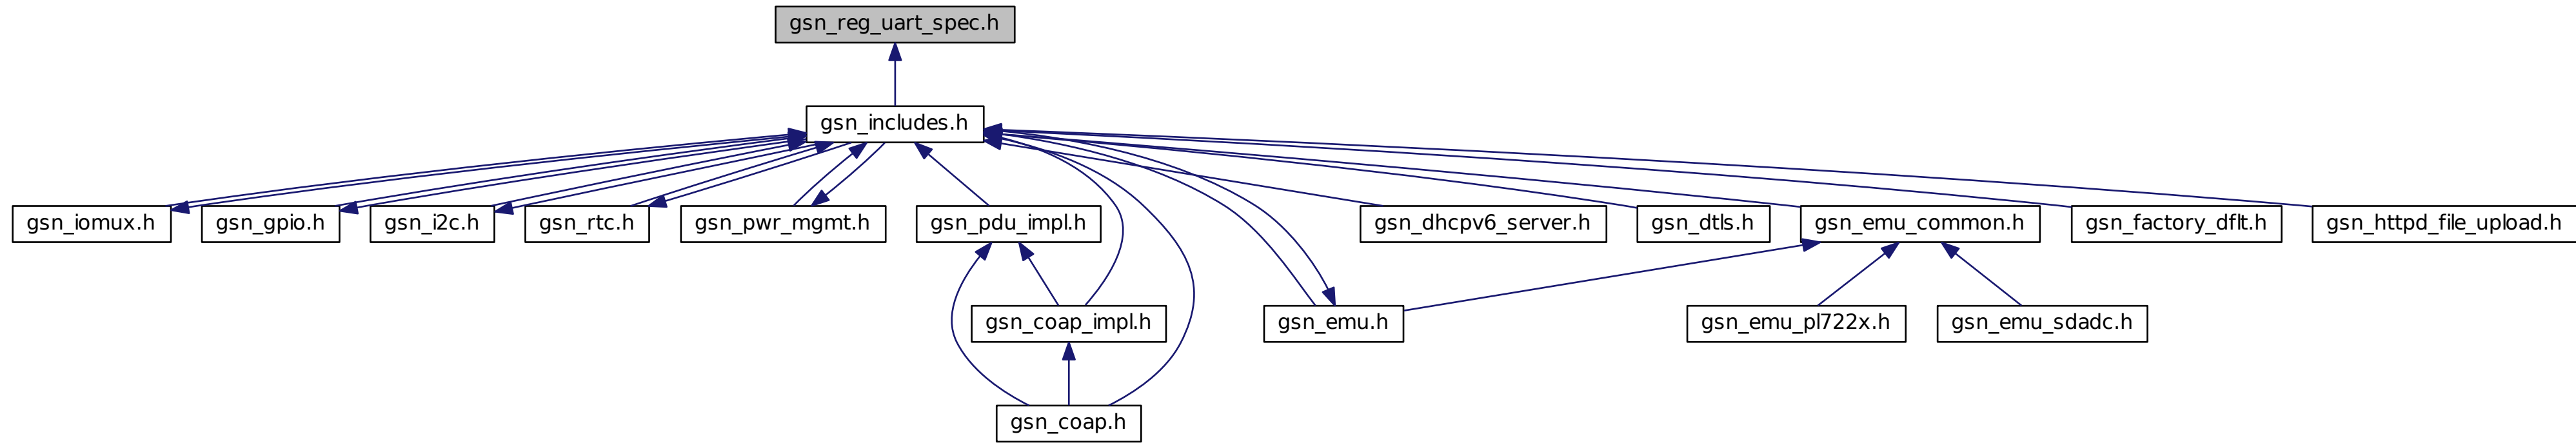 gsn_reg_uart_spec.h
gsn_includes.h
gsn_iomux.h
gsn_gpio.h
gsn_i2c.h
gsn_rtc.h
gsn_pwr_mgmt.h
gsn_pdu_impl.h
gsn_dhcpv6_server.h
gsn_dtls.h
gsn_emu_common.h
gsn_factory_dflt.h
gsn_httpd_file_upload.h
gsn_coap_impl.h
gsn_emu.h
gsn_emu_pl722x.h
gsn_emu_sdadc.h
gsn_coap.h